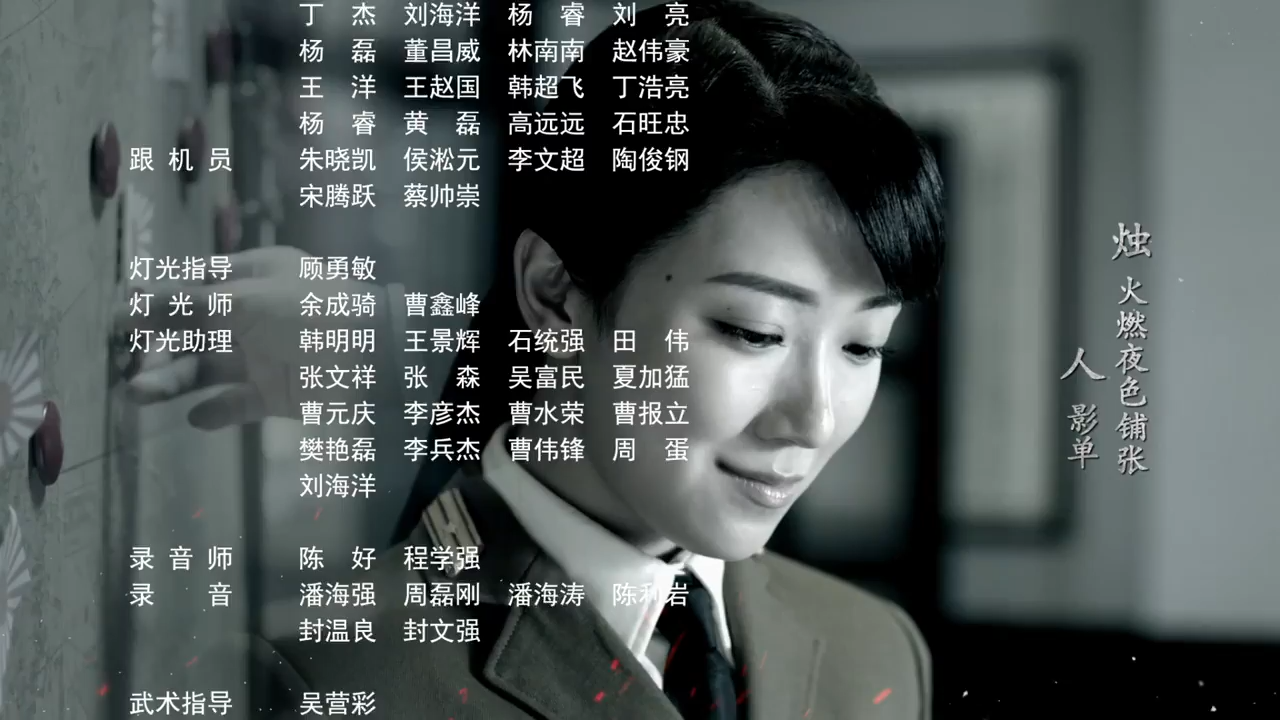 丁 杰 刘海洋 杨 睿 刘 亮
杨 磊 董昌威 林南南 赵伟豪
王 洋 王赵国 韩超飞 丁浩亮
杨 睿 黄 磊 高远远 石旺忠
跟机员 朱晓凯 侯淞元 李文超 陶俊钢
宋腾跃 蔡帅崇
灯光指导 顾勇敏
灯光师 余成骑 曹鑫峰
灯光助理 韩明明 王景辉 石统强 田 伟
张文祥 张 森 吴富民 夏加猛
曹元庆 李彦杰 曹水荣 曹报立
樊艳磊 李兵杰 曹伟锋 周 蛋
刘海洋
录音师 陈 好 程学强
录音 潘海强 周磊刚 潘海涛 陈利岩
封温良 封文强
武术指导 吴营彩
烛火燃夜色铺张
人影单